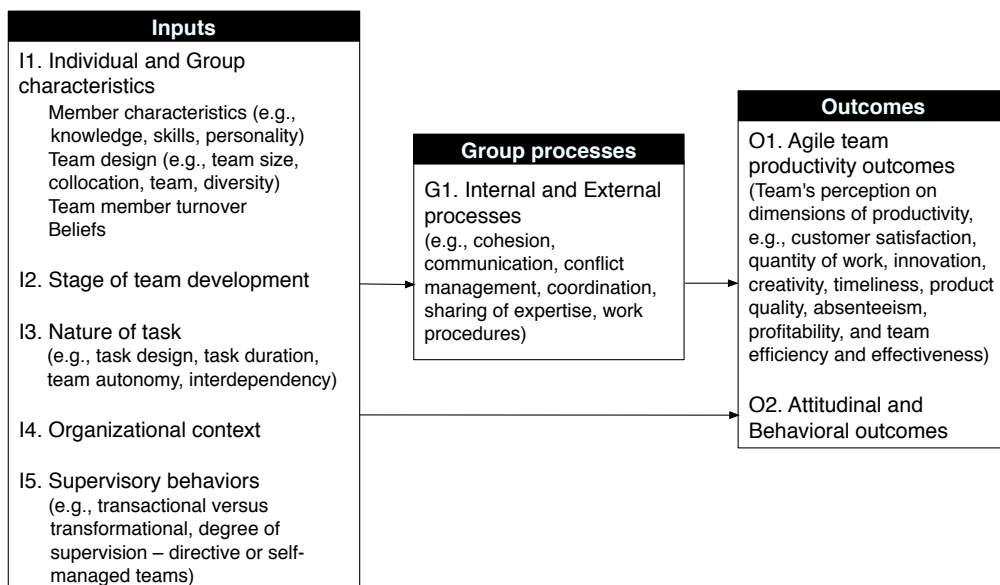 Inputs
I1. Individual and Group
characteristics
Member characteristics (e.g.,
knowledge, skills, personality)
Team design (e.g., team size,
collocation, team, diversity)
Team member turnover
Beliefs
I2. Stage of team development
I3. Nature of task
(e.g., task design, task duration,
team autonomy, interdependency)
I4. Organizational context
I5. Supervisory behaviors
(e.g., transactional versus
transformational, degree of
supervision – directive or self-
managed teams)
Group processes
G1. Internal and External
processes
(e.g., cohesion,
communication, conflict
management, coordination,
sharing of expertise, work
procedures)
Outcomes
O1. Agile team
productivity outcomes
(Team's perception on
dimensions of productivity,
e.g., customer satisfaction,
quantity of work, innovation,
creativity, timeliness, product
quality, absenteeism,
profitability, and team
efficiency and effectiveness)
O2. Attitudinal and
Behavioral outcomes